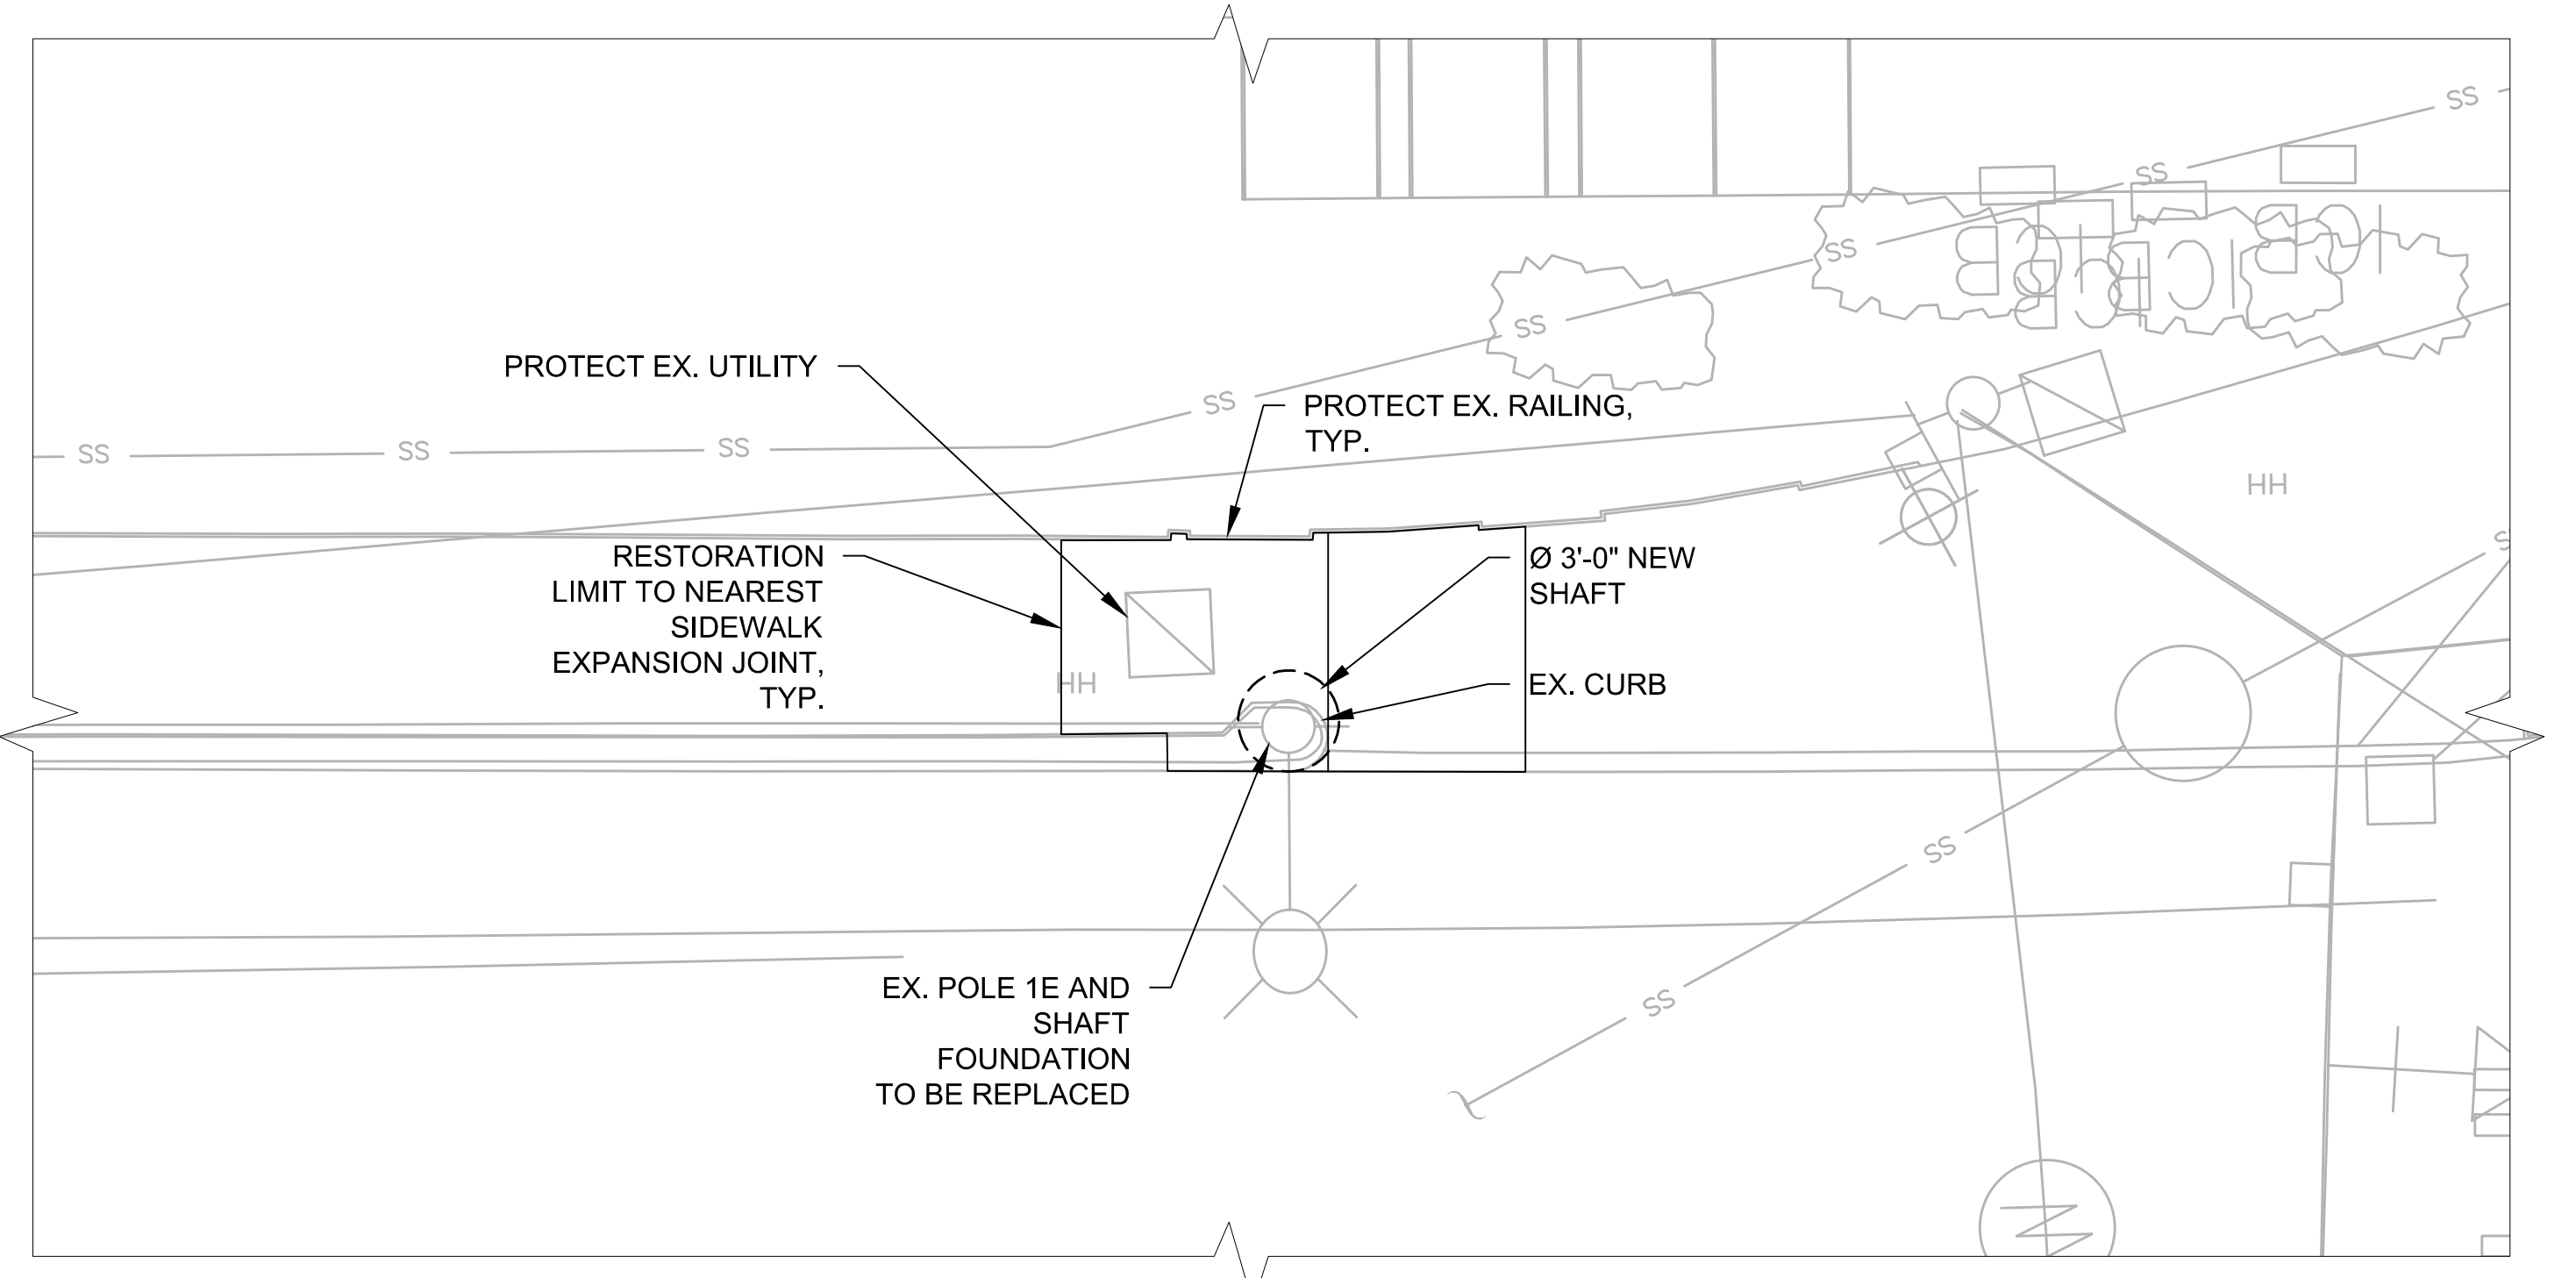 SS
SS
SS
SS
SS
PROTECT EX. UTILITY
SS
PROTECT EX. RAILING,
TYP.
SS
SS
SS
HH
RESTORATION
LIMIT TO NEAREST
SIDEWALK
EXPANSION JOINT,
TYP.
Ø 3'-0" NEW
SHAFT
HH
EX. CURB
SS
EX. POLE 1E AND
SHAFT
FOUNDATION
TO BE REPLACED
SS